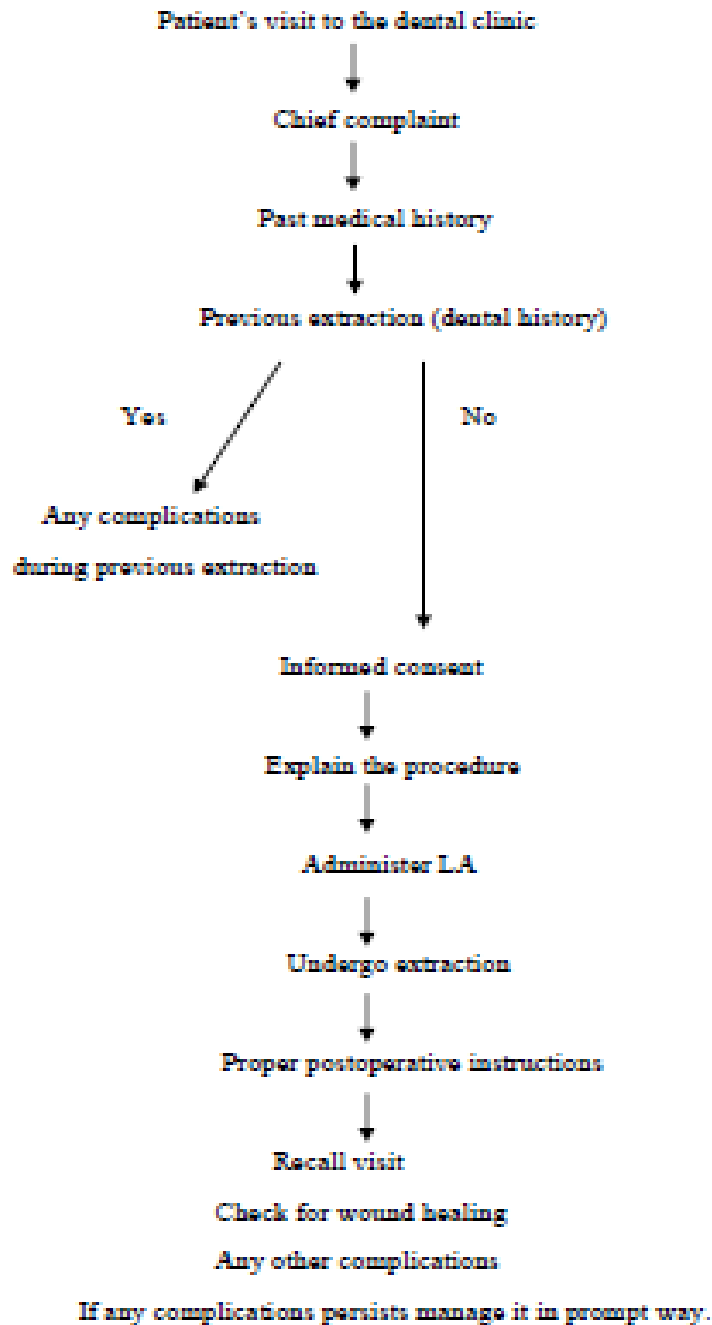 Patient's visit to the dental clinic
Chief complaint
Past medical history
Previous extraction (dental history)
Yes
No
Any complications
during previous extraction
Informed consent
Explain the procedure
Administer LA
Undergo extraction
Proper postoperative instructions
Recall visit
Check for wound healing
Any other complications
If any complications persists manage it in prompt way.